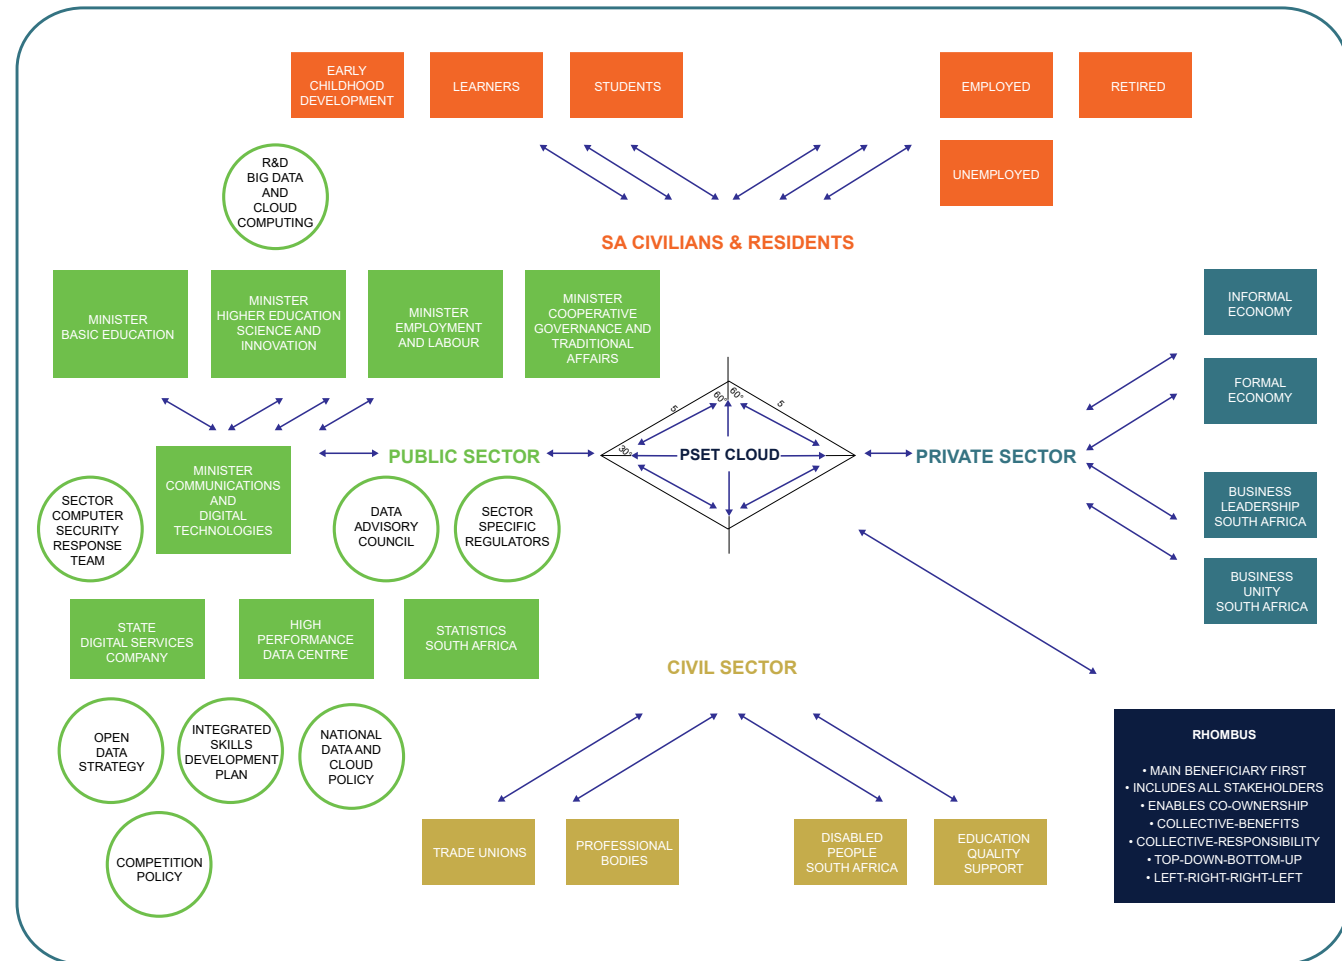 EARLY
CHILDHOOD
DEVELOPMENT
LEARNERS
STUDENTS
EMPLOYED
RETIRED
UNEMPLOYED
R&D
BIG DATA
AND
CLOUD
COMPUTING
SA CIVILIANS & RESIDENTS
MINISTER
BASIC EDUCATION
MINISTER
HIGHER EDUCATION
SCIENCE AND
INNOVATION
MINISTER
EMPLOYMENT
AND LABOUR
MINISTER
COOPERATIVE
GOVERNANCE AND
TRADITIONAL
AFFAIRS
INFORMAL
ECONOMY
FORMAL
ECONOMY
5
60°
60°
5
30°
PUBLIC SECTOR
PSET CLOUD
PRIVATE SECTOR
MINISTER
COMMUNICATIONS
AND
DIGITAL
TECHNOLOGIES
SECTOR
COMPUTER
SECURITY
RESPONSE
TEAM
DATA
ADVISORY
COUNCIL
SECTOR
SPECIFIC
REGULATORS
BUSINESS
LEADERSHIP
SOUTH AFRICA
BUSINESS
UNITY
SOUTH AFRICA
STATE
DIGITAL SERVICES
COMPANY
HIGH
PERFORMANCE
DATA CENTRE
STATISTICS
SOUTH AFRICA
CIVIL SECTOR
OPEN
DATA
STRATEGY
INTEGRATED
SKILLS
DEVELOPMENT
PLAN
NATIONAL
DATA AND
CLOUD
POLICY
COMPETITION
POLICY
TRADE UNIONS
PROFESSIONAL
BODIES
DISABLED
PEOPLE
SOUTH AFRICA
EDUCATION
QUALITY
SUPPORT
RHOMBUS
• MAIN BENEFICIARY FIRST
• INCLUDES ALL STAKEHOLDERS
• ENABLES CO-OWNERSHIP
• COLLECTIVE-BENEFITS
• COLLECTIVE-RESPONSIBILITY
• TOP-DOWN-BOTTOM-UP
• LEFT-RIGHT-RIGHT-LEFT